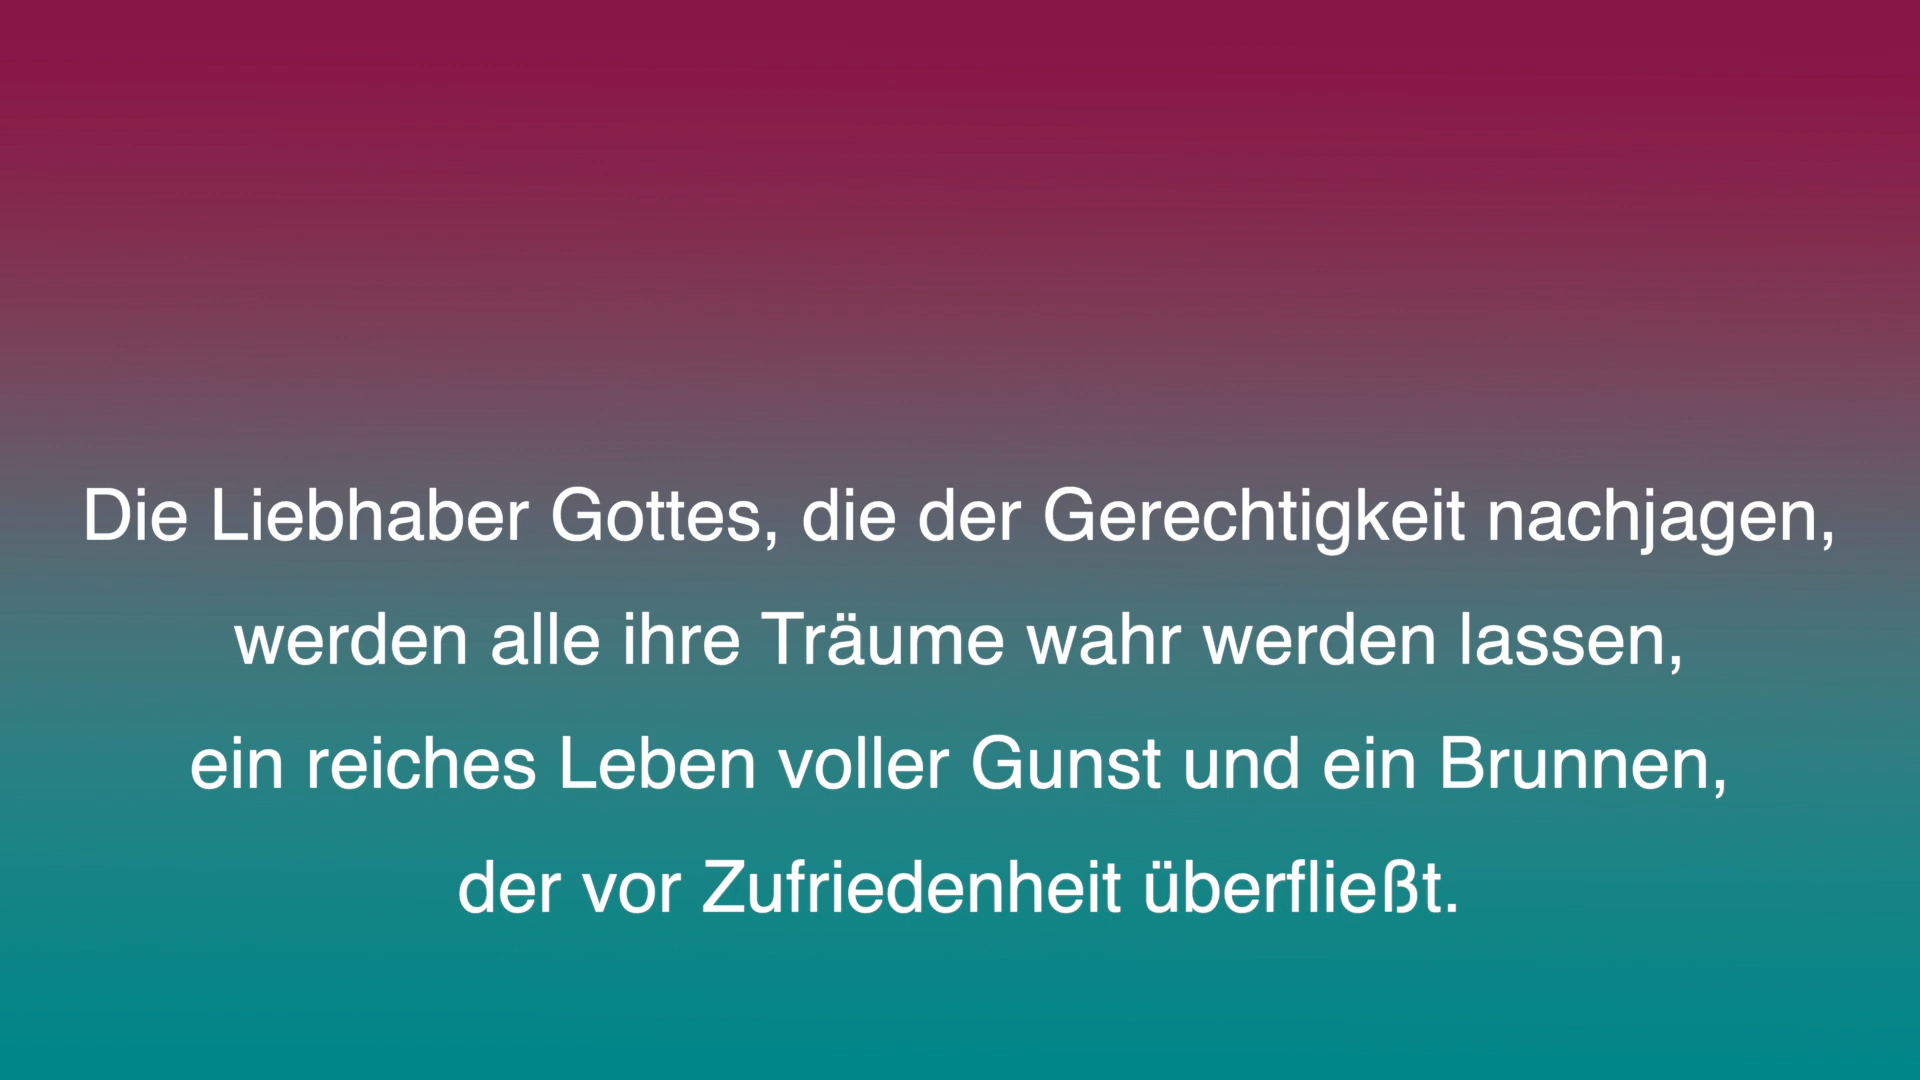 Die Liebhaber Gottes, die der Gerechtigkeit nachjagen,
werden alle ihre Träume wahr werden lassen,
ein reiches Leben voller Gunst und ein Brunnen,
der vor Zufriedenheit überfließt.